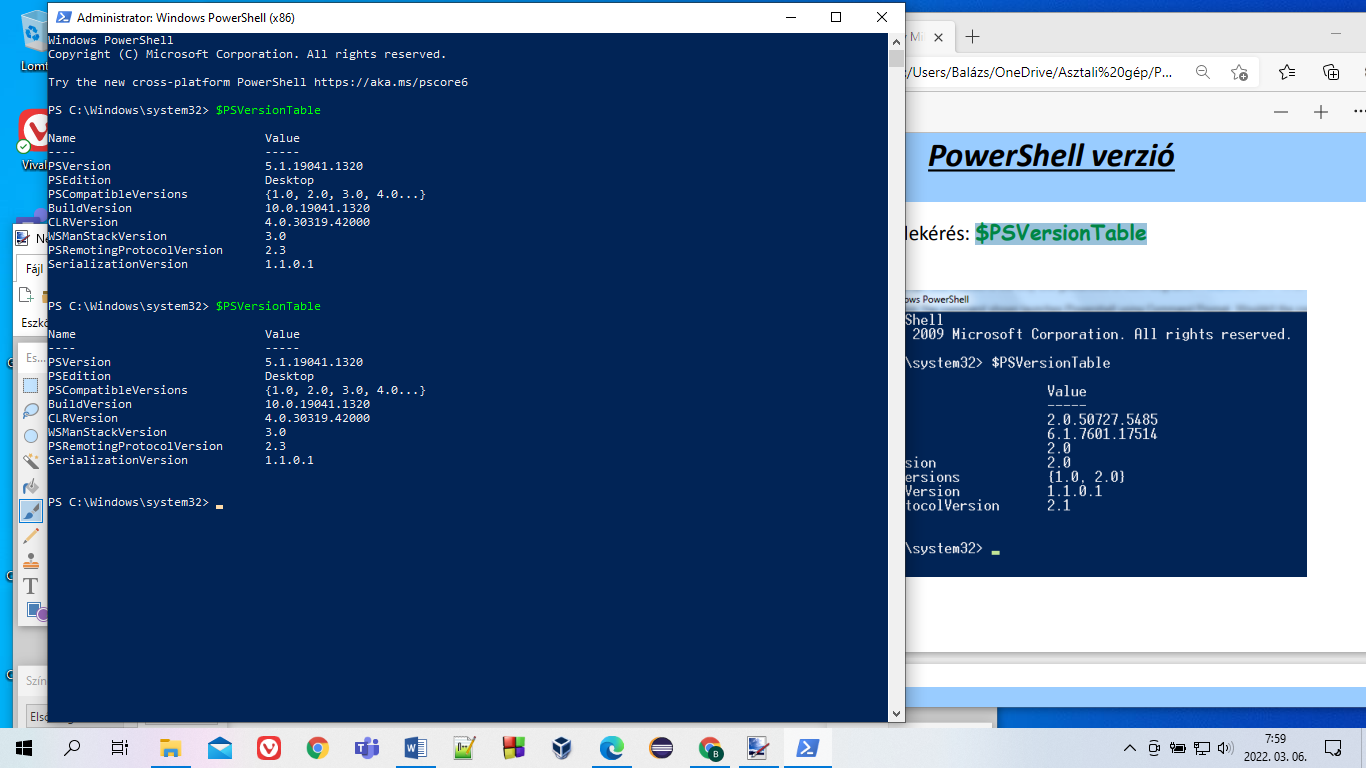 Administrator: Windows PowerShell (x86)
Windows PowerShell
Copyright (C) Microsoft Corporation. All rights reserved.
Try the new cross-platform PowerShell https://aka.ms/pscore6
PS C:\Windows\system32> $PSVersionTable
Name Value
---- -----
PSVersion 5.1.19041.1320
PSEdition Desktop
PSCompatibleVersions {1.0, 2.0, 3.0, 4.0...}
BuildVersion 10.0.19041.1320
CLRVersion 4.0.30319.42000
WSManStackVersion 3.0
PSRemotingProtocolVersion 2.3
SerializationVersion 1.1.0.1
PS C:\Windows\system32> $PSVersionTable
Name Value
---- -----
PSVersion 5.1.19041.1320
PSEdition Desktop
PSCompatibleVersions {1.0, 2.0, 3.0, 4.0...}
BuildVersion 10.0.19041.1320
CLRVersion 4.0.30319.42000
WSManStackVersion 3.0
PSRemotingProtocolVersion 2.3
SerializationVersion 1.1.0.1
PS C:\Windows\system32>
Lomt
Vival
Fájl
Eszkö
Es...
T
Szín
Első
:/Users/Balázs/OneDrive/Asztali%20gép/P...
PowerShell verzió
lekérés: $PSVersionTable
ows PowerShell
Shell
2009 Microsoft Corporation. All rights reserved.
\system32> $PSVersionTable
Value
-----
2.0.50727.5485
6.1.7601.17514
2.0
sion 2.0
ersions {1.0, 2.0}
Version 1.1.0.1
tocolVersion 2.1
\system32>
7:59
2022. 03. 06.